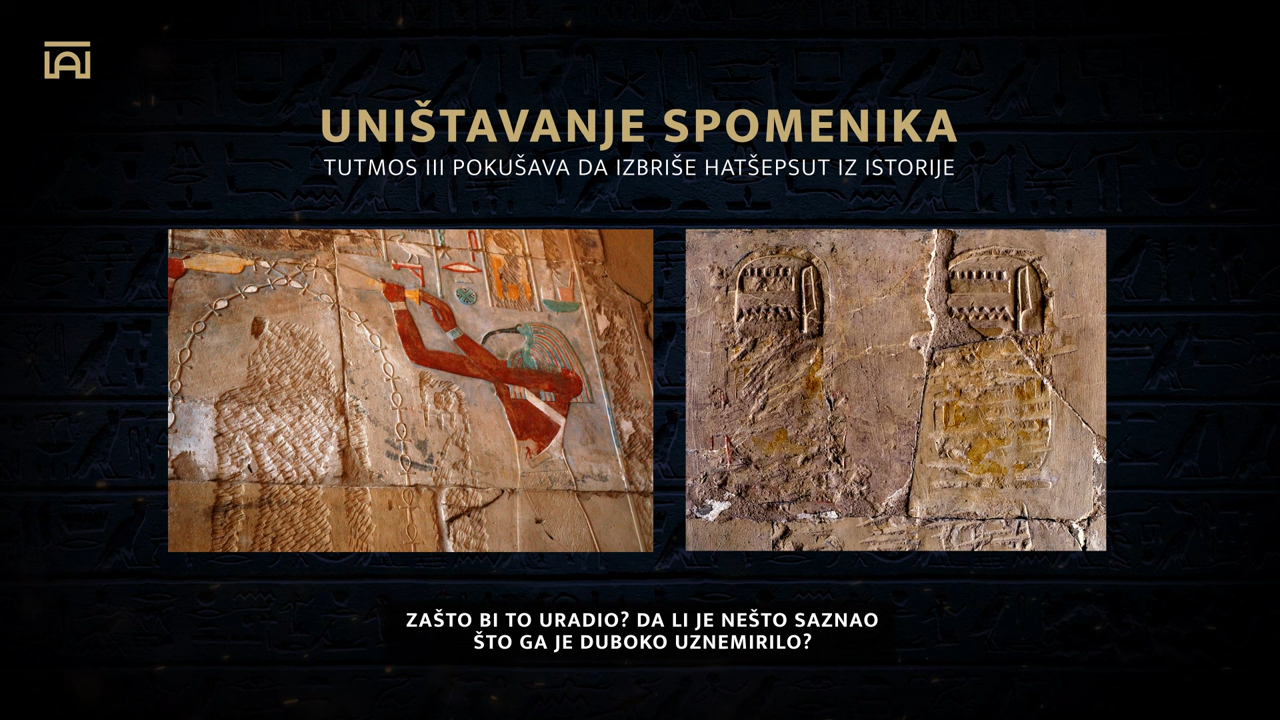 UNIŠTAVANJE SPOMENIKA
TUTMOS III POKUŠAVA DA IZBRIŠE HATŠEPSUT IZ ISTORIJE
ZAŠTO BI TO URADIO? DA LI JE NEŠTO SAZNAO
ŠTO GA JE DUBOKO UZNEMIRILO?